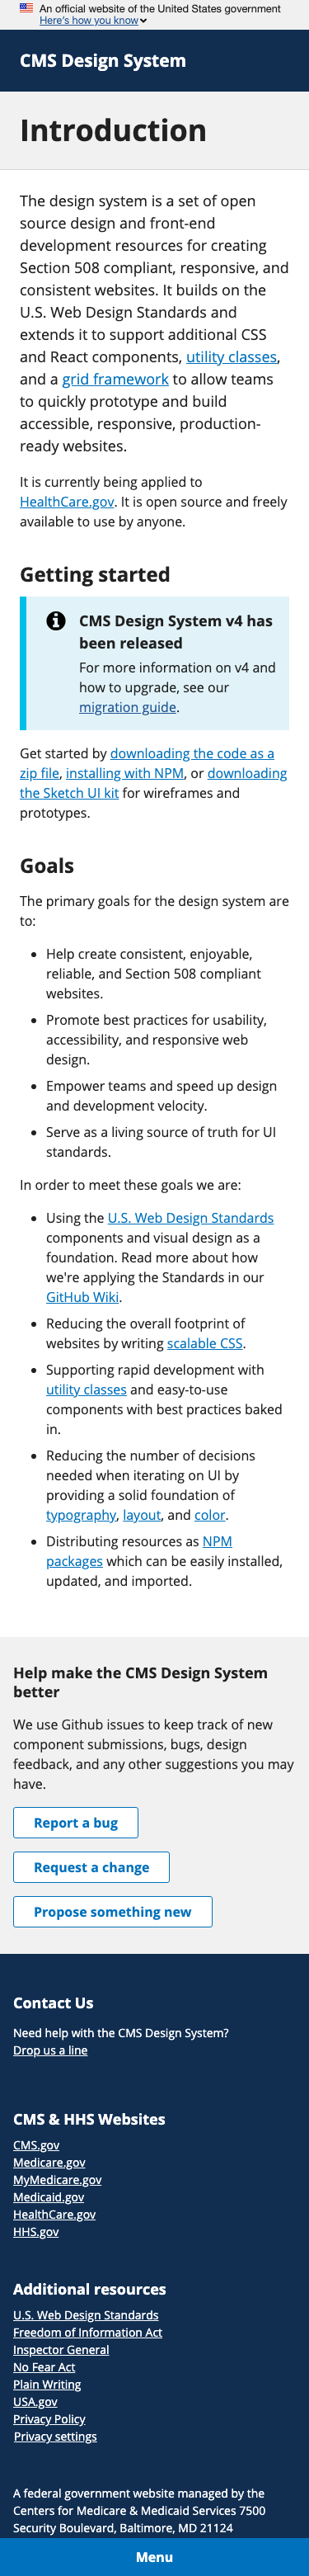 An official website of the United States government
Here's how you know
CMS Design System
Introduction
The design system is a set of open
source design and front-end
development resources for creating
Section 508 compliant, responsive, and
consistent websites. It builds on the
U.S. Web Design Standards and
extends it to support additional CSS
and React components, utility classes,
and a grid framework to allow teams
to quickly prototype and build
accessible, responsive, production-
ready websites.
It is currently being applied to
HealthCare.gov. It is open source and freely
available to use by anyone.
Getting started
CMS Design System v4 has
been released
For more information on v4 and
how to upgrade, see our
migration guide.
Get started by downloading the code as a
zip file, installing with NPM, or downloading
the Sketch UI kit for wireframes and
prototypes.
Goals
The primary goals for the design system are
to:
• Help create consistent, enjoyable,
reliable, and Section 508 compliant
websites.
• Promote best practices for usability,
accessibility, and responsive web
design.
• Empower teams and speed up design
and development velocity.
• Serve as a living source of truth for UI
standards.
In order to meet these goals we are:
• Using the U.S. Web Design Standards
components and visual design as a
foundation. Read more about how
we're applying the Standards in our
GitHub Wiki.
• Reducing the overall footprint of
websites by writing scalable CSS.
• Supporting rapid development with
utility classes and easy-to-use
components with best practices baked
in.
• Reducing the number of decisions
needed when iterating on UI by
providing a solid foundation of
typography, layout, and color.
• Distributing resources as NPM
packages which can be easily installed,
updated, and imported.
Help make the CMS Design System
better
We use Github issues to keep track of new
component submissions, bugs, design
feedback, and any other suggestions you may
have.
Report a bug
Request a change
Propose something new
Contact Us
Need help with the CMS Design System?
Drop us a line
CMS & HHS Websites
CMS.gov
Medicare.gov
MyMedicare.gov
Medicaid.gov
HealthCare.gov
HHS.gov
Additional resources
U.S. Web Design Standards
Freedom of Information Act
Inspector General
No Fear Act
Plain Writing
USA.gov
Privacy Policy
Privacy settings
A federal government website managed by the
Centers for Medicare & Medicaid Services 7500
Security Boulevard, Baltimore, MD 21124
Menu